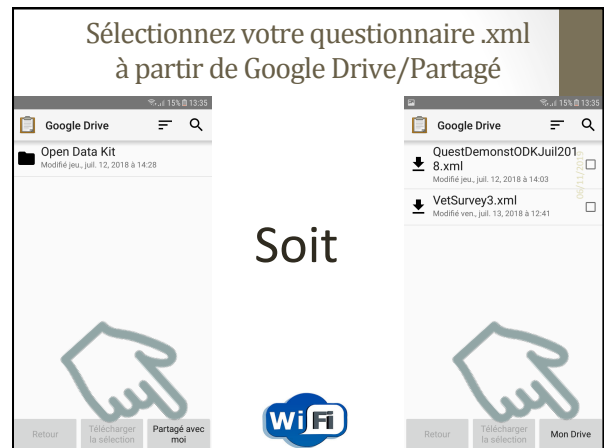 Sélectionnez votre questionnaire .xml
à partir de Google Drive/Partagé
15% 13:35
Google Drive
Open Data Kit
Modifié jeu., juil. 12, 2018 à 14:28
Retour
Télécharger
la sélection
Partagé avec
moi
Soit
WiFi
15% 13:35
Google Drive
QuestDemonstODKJuil201
8.xml
Modifié jeu., juil. 12, 2018 à 14:03
VetSurvey3.xml
Modifié ven., juil. 13, 2018 à 12:41
06/11/2019
Retour
Télécharger
la sélection
Mon Drive